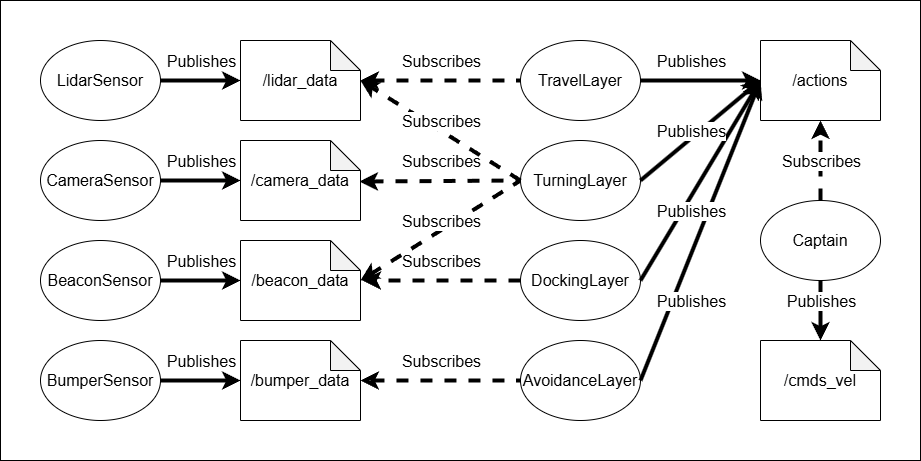 LidarSensor
Publishes
/lidar_data
Subscribes
TravelLayer
Publishes
/actions
Subscribes
CameraSensor
Publishes
/camera_data
Subscribes
TurningLayer
Publishes
Subscribes
Subscribes
BeaconSensor
Publishes
/beacon_data
Subscribes
DockingLayer
Publishes
Captain
Publishes
Publishes
BumperSensor
Publishes
/bumper_data
Subscribes
AvoidanceLayer
/cmds_vel